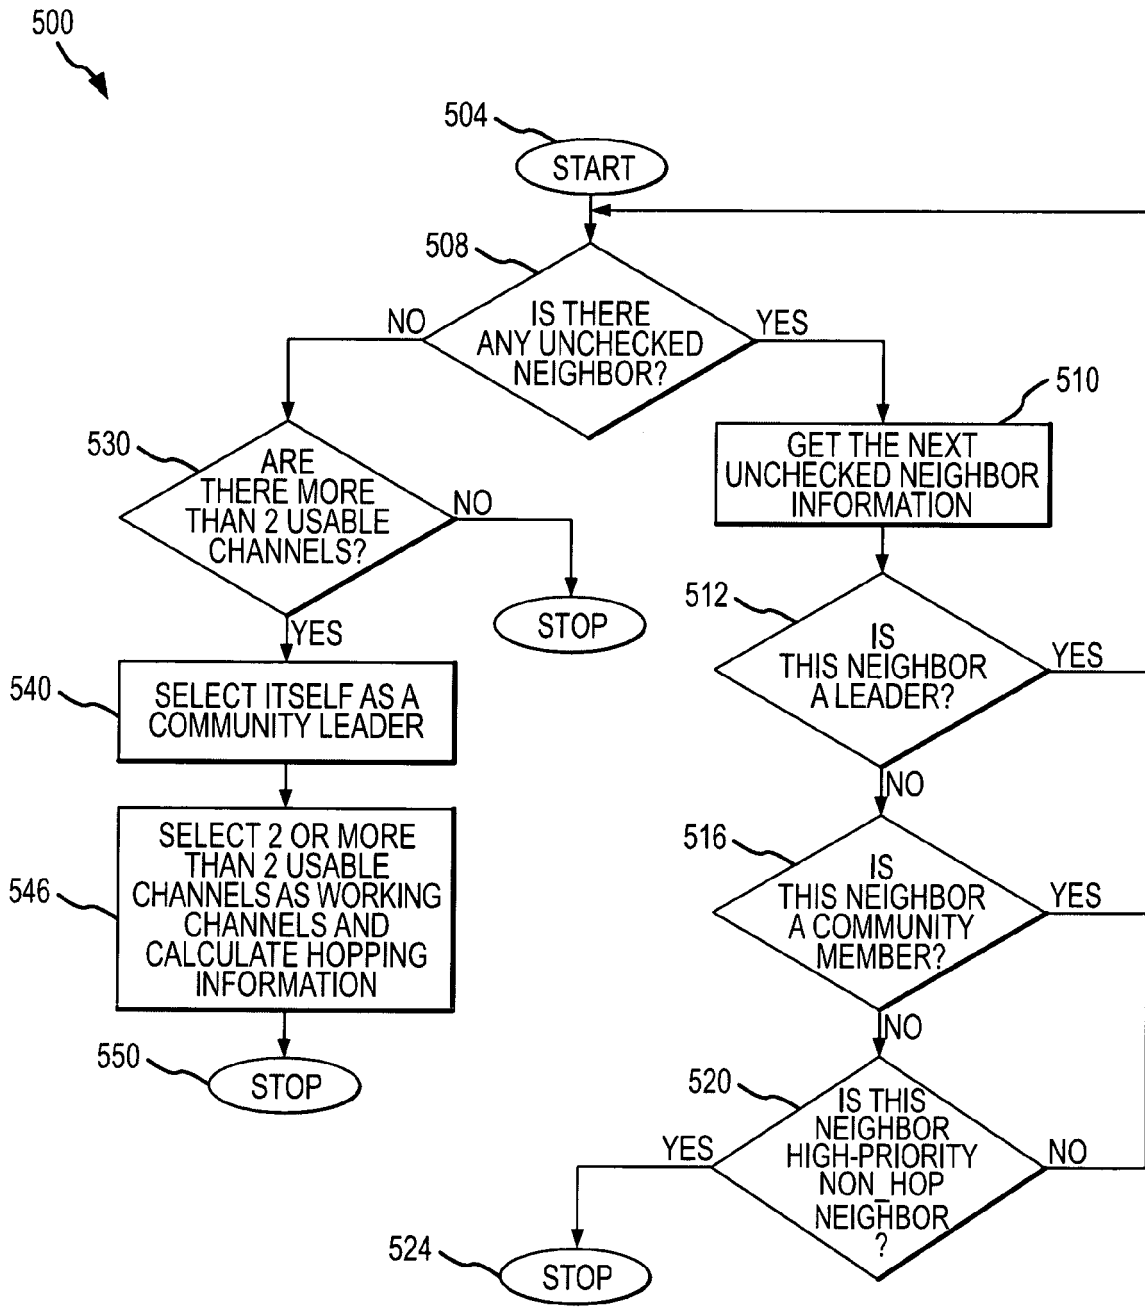 500
504
START
508
IS THERE
ANY UNCHECKED
NEIGHBOR?
NO
YES
510
GET THE NEXT
UNCHECKED NEIGHBOR
INFORMATION
530
ARE
THERE MORE
THAN 2 USABLE
CHANNELS?
NO
STOP
YES
512
IS
THIS NEIGHBOR
A LEADER?
YES
NO
540
SELECT ITSELF AS A
COMMUNITY LEADER
516
IS
THIS NEIGHBOR
A COMMUNITY
MEMBER?
YES
NO
546
SELECT 2 OR MORE
THAN 2 USABLE
CHANNELS AS WORKING
CHANNELS AND
CALCULATE HOPPING
INFORMATION
550
STOP
520
IS THIS
NEIGHBOR
HIGH-PRIORITY
NON_HOP
NEIGHBOR
?
YES
NO
524
STOP